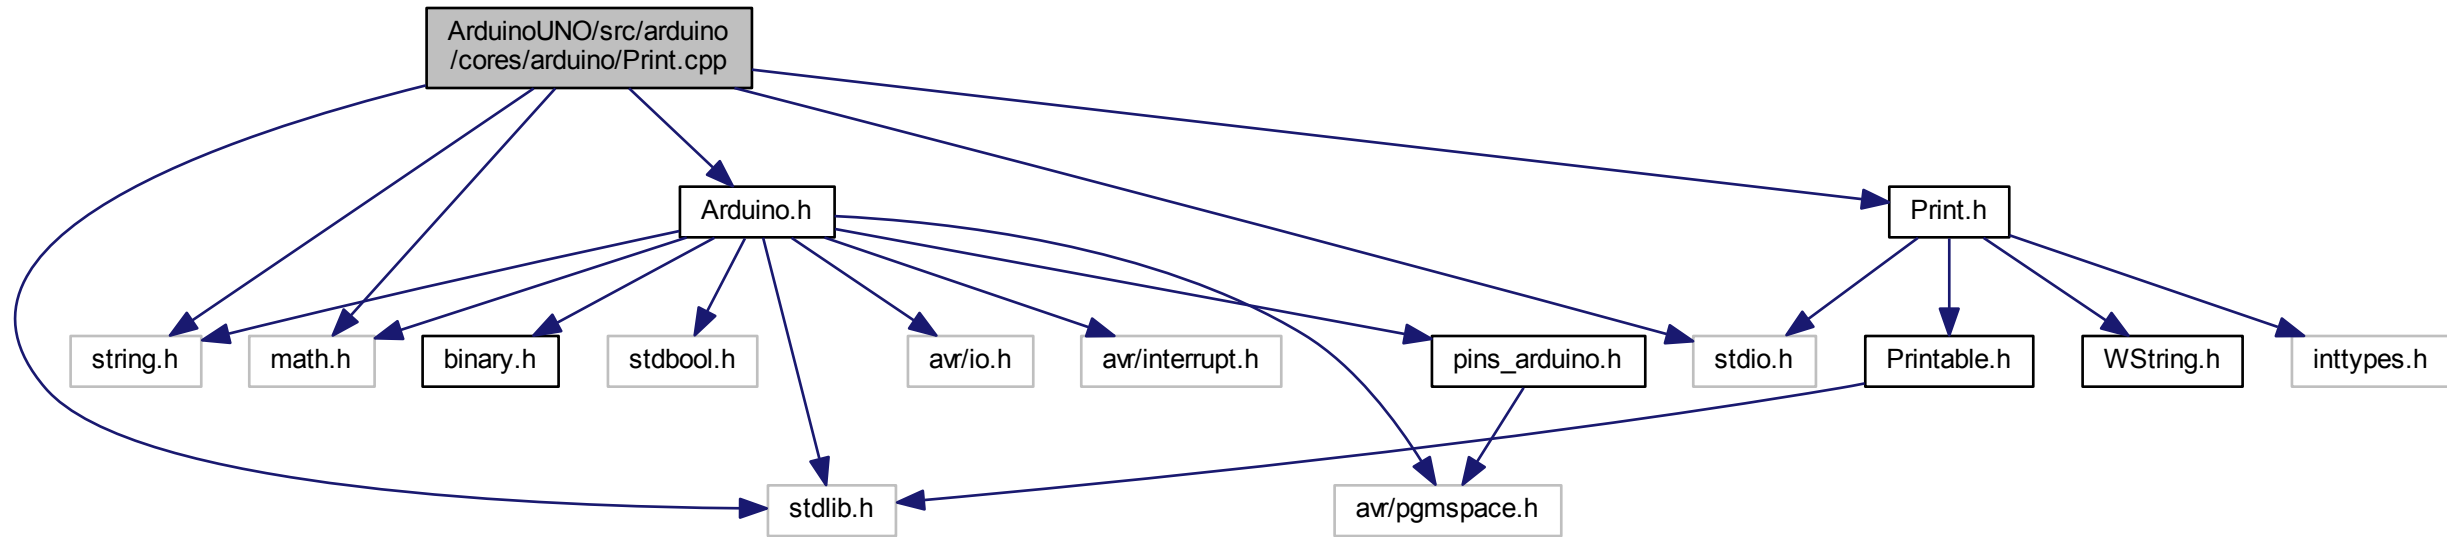 ArduinoUNO/src/arduino
/cores/arduino/Print.cpp
Arduino.h
Print.h
string.h
math.h
binary.h
stdbool.h
avr/io.h
avr/interrupt.h
pins_arduino.h
stdio.h
Printable.h
WString.h
inttypes.h
stdlib.h
avr/pgmspace.h